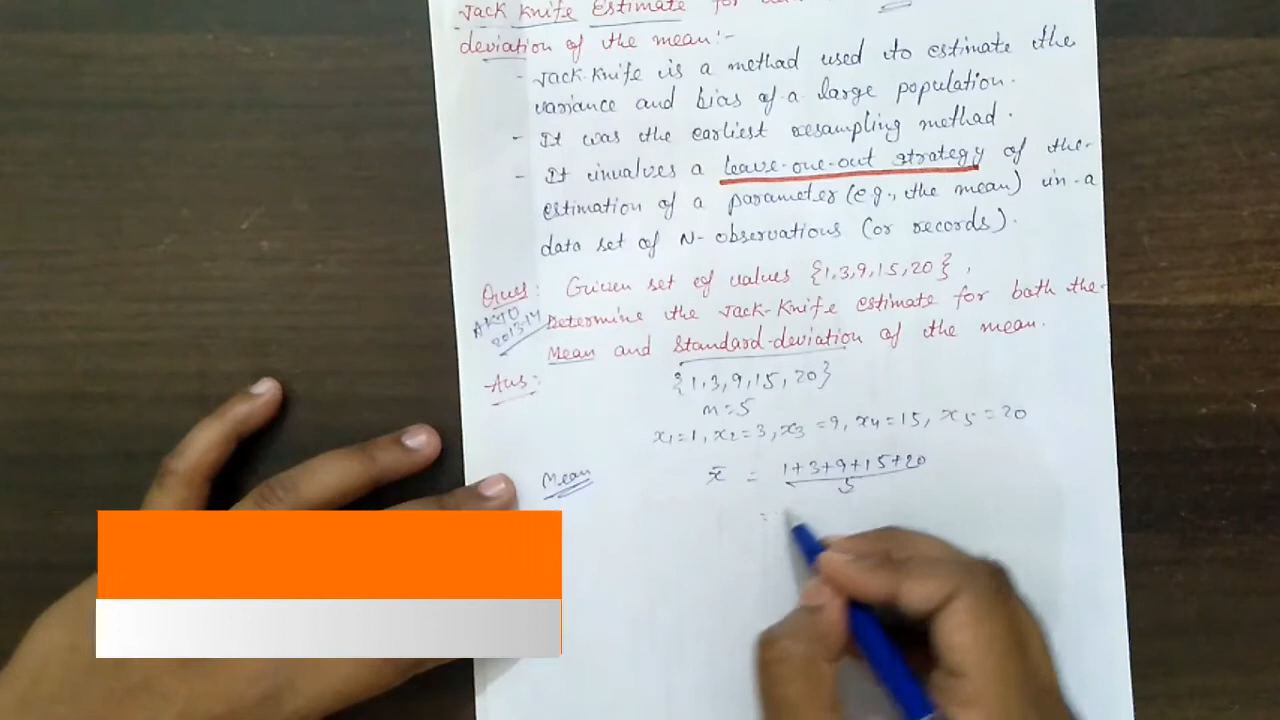 Jack Knife Estimate for
deviation of the mean:-
- Jack-Knife is a method used to estimate the
variance and bias of a large population.
- It was the earliest resampling method.
- It involves a leave-one-out strategy of the
estimation of a parameter (e.g., the mean) in a
data set of N-observations (or records).
Ques: Given set of values {1,3,9,15,20},
AKTU 2013-14
Determine the Jack-Knife estimate for both the
Mean and Standard-deviation of the mean.
Ans: {1,3,9,15,20}
n=5
x1=1, x2=3, x3=9, x4=15, x5=20
Mean x̄ = 1+3+9+15+20
5
=